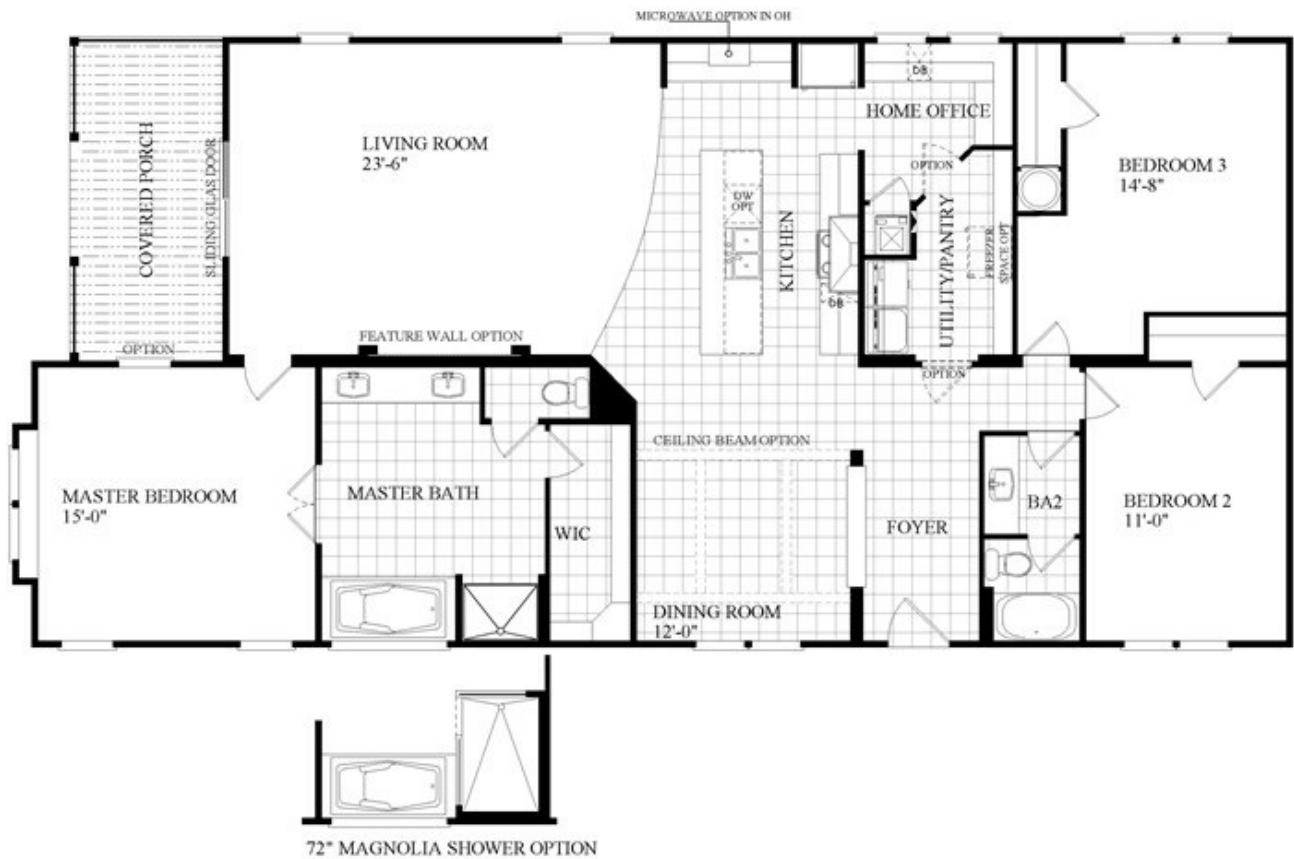 MICROWAVE OPTION IN OH
DB
HOME OFFICE
COVERED PORCH
LIVING ROOM
23'-6"
SLIDING GLAS DOOR
OPTION
BEDROOM 3
14'-8"
DW
OPT
KITCHEN
DB
UTILITY/PANTRY
FREEZER
SPACE OPT
FEATURE WALL OPTION
OPTION
OPTION
CEILING BEAM OPTION
MASTER BEDROOM
15'-0"
MASTER BATH
WIC
FOYER
BA2
BEDROOM 2
11'-0"
DINING ROOM
12'-0"
72" MAGNOLIA SHOWER OPTION